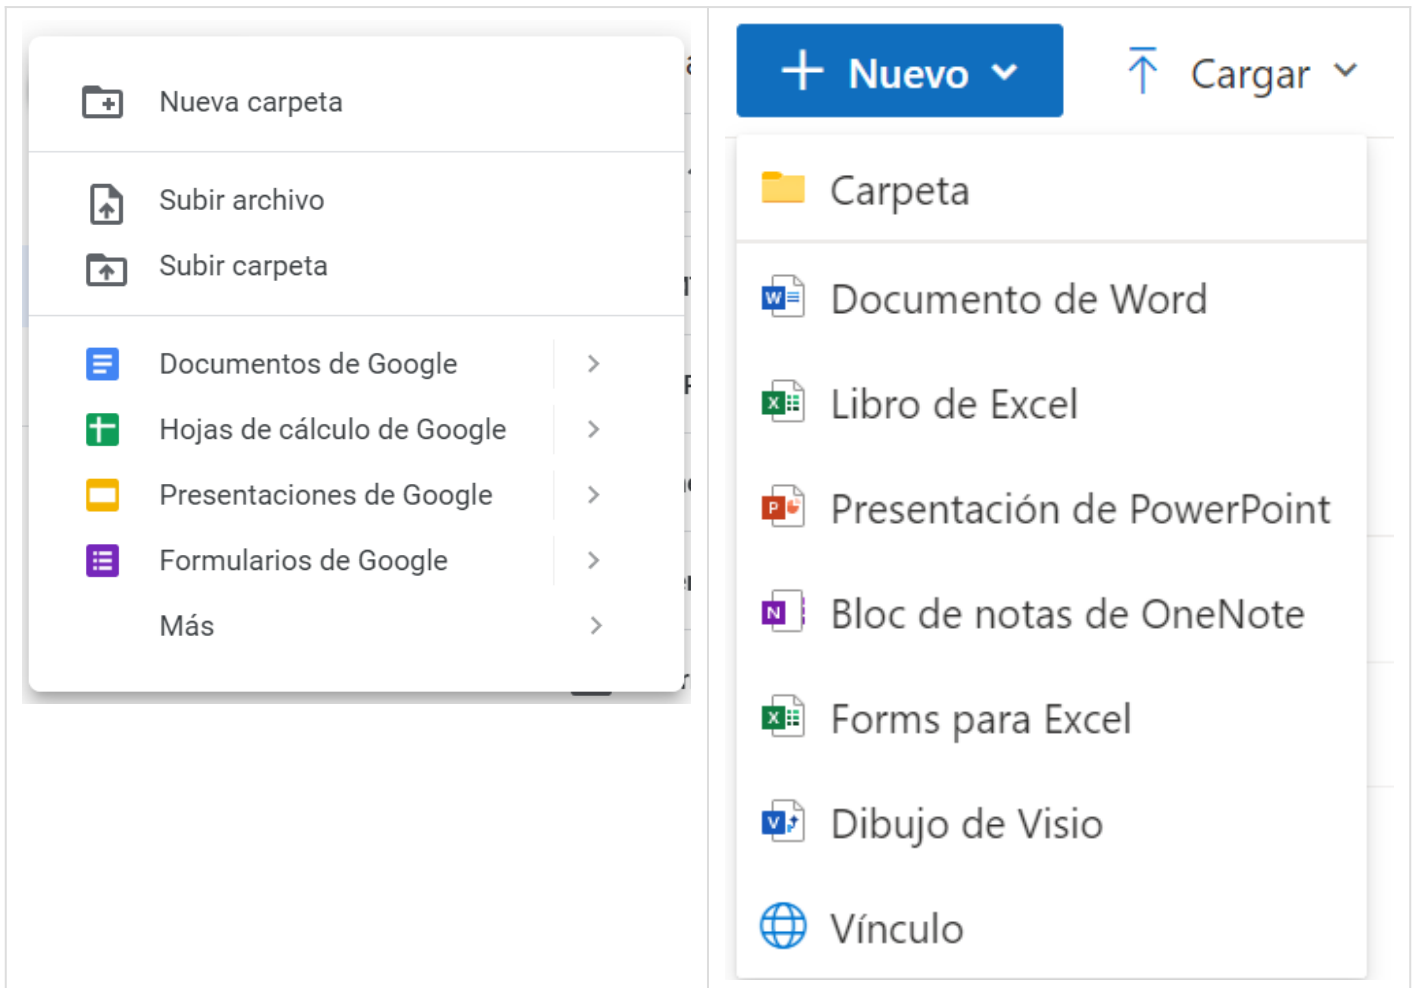 Nueva carpeta
Subir archivo
Subir carpeta
Documentos de Google
Hojas de cálculo de Google
Presentaciones de Google
Formularios de Google
Más
Nuevo
Cargar
Carpeta
Documento de Word
Libro de Excel
Presentación de PowerPoint
Bloc de notas de OneNote
Forms para Excel
Dibujo de Visio
Vínculo